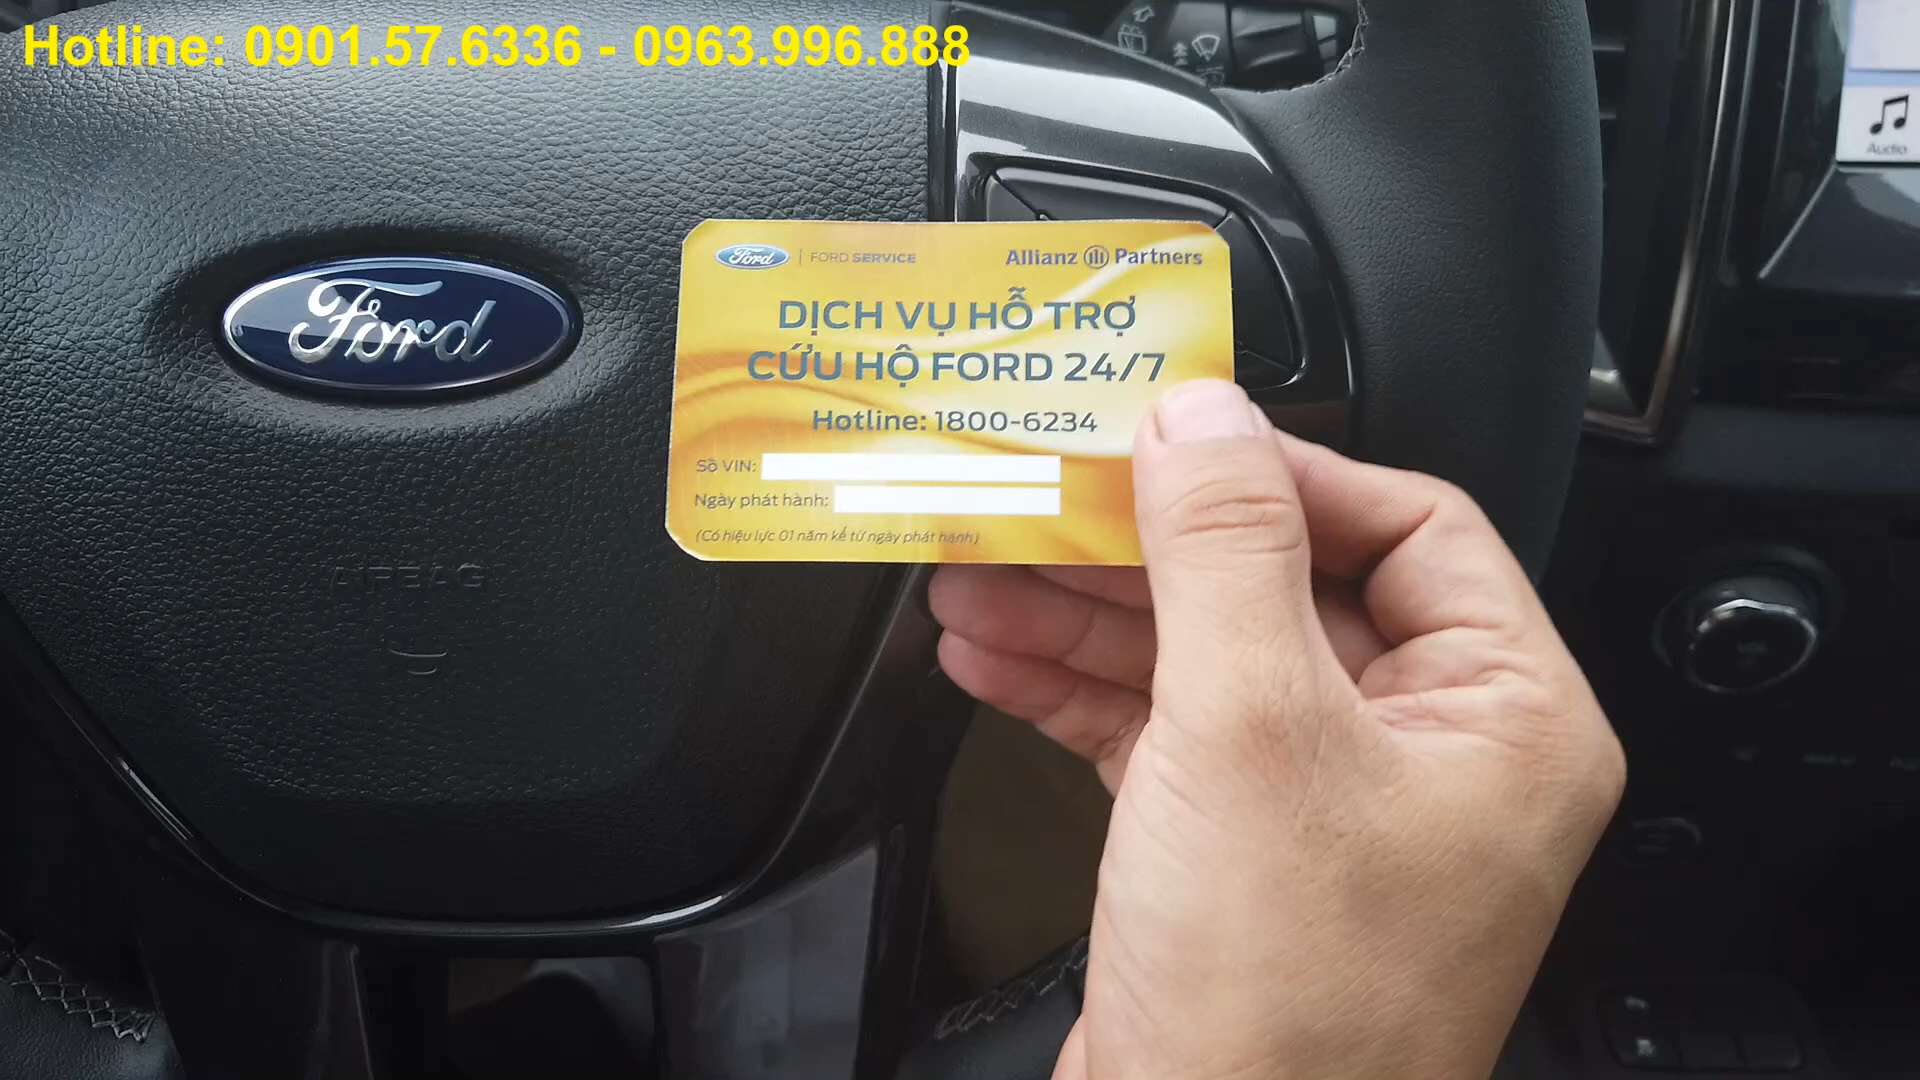 Hotline: 0901.57.6336 - 0963.996.888
Audio
Ford
Ford | FORD SERVICE
Allianz Partners
DỊCH VỤ HỖ TRỢ
CỨU HỘ FORD 24/7
Hotline: 1800-6234
Số VIN:
Ngày phát hành:
(Có hiệu lực 01 năm kể từ ngày phát hành)
AIRBAG